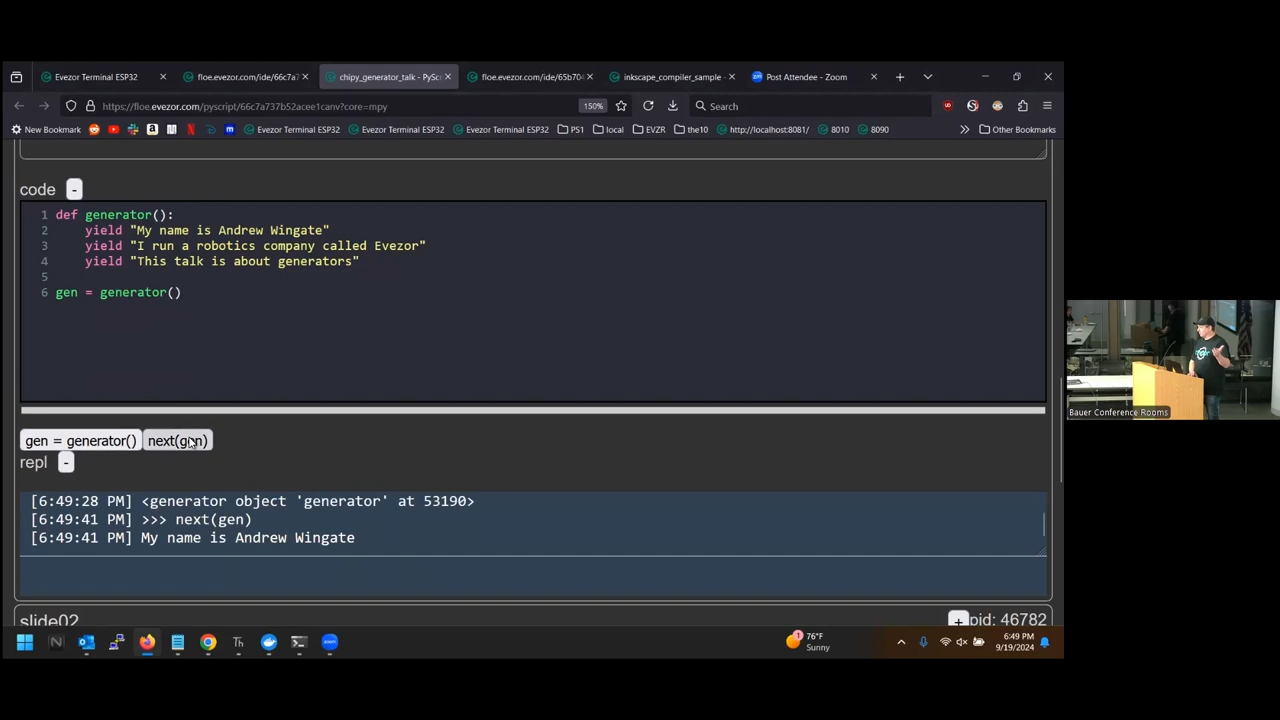 Evezor Terminal ESP32
floe.evezor.com/ide/66c7a7
chipy_generator_talk - PySc
floe.evezor.com/ide/65b704
inkscape_compiler_sample -
Post Attendee - Zoom
https://floe.evezor.com/pyscript/66c7a737b52acee1canv?core=mpy
150%
Search
New Bookmark
Evezor Terminal ESP32
Evezor Terminal ESP32
Evezor Terminal ESP32
PS1
local
EVZR
the10
http://localhost:8081/
8010
8090
Other Bookmarks
code -
1 def generator():
2 yield "My name is Andrew Wingate"
3 yield "I run a robotics company called Evezor"
4 yield "This talk is about generators"
5
6 gen = generator()
gen = generator() next(gen)
repl -
[6:49:28 PM] <generator object 'generator' at 53190>
[6:49:41 PM] >>> next(gen)
[6:49:41 PM] My name is Andrew Wingate
slide02 + pid: 46782
Bauer Conference Rooms
76°F
Sunny
6:49 PM
9/19/2024